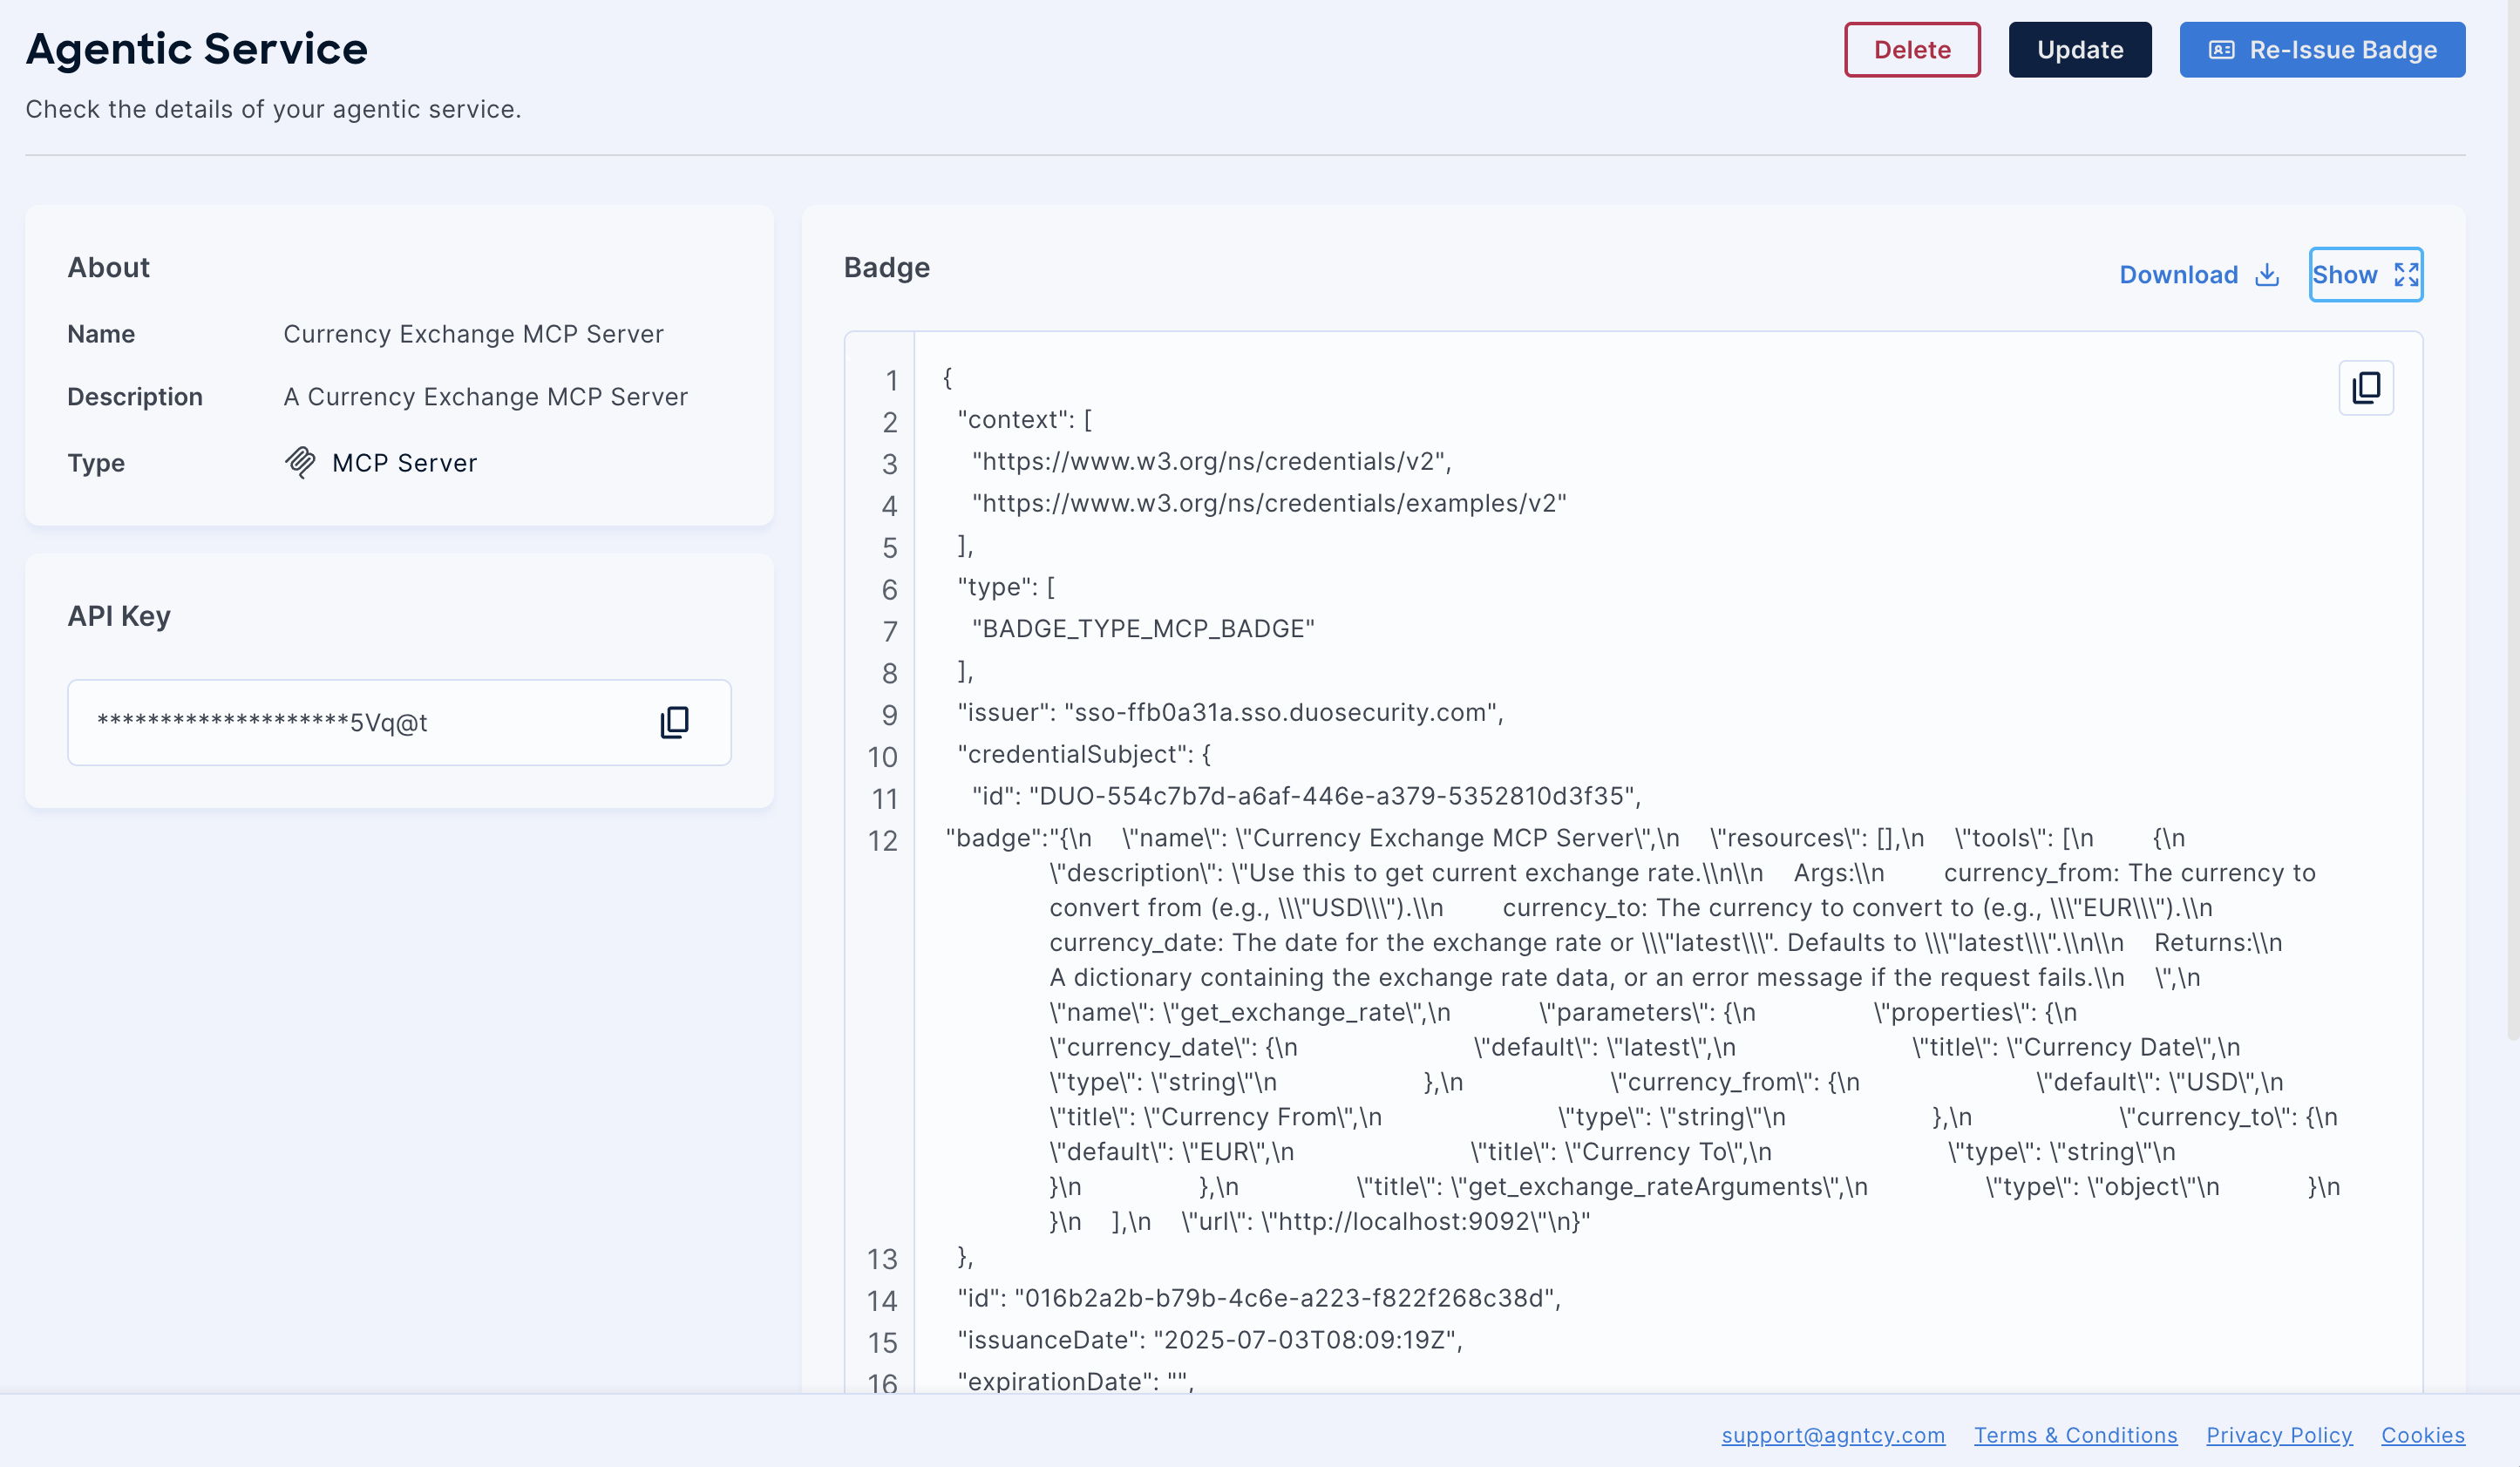 Agentic Service
Delete
Update
Re-Issue Badge
Check the details of your agentic service.
About
Name
Currency Exchange MCP Server
Description
A Currency Exchange MCP Server
Type
MCP Server
API Key
********************5Vq@t
Badge
Download
Show
1 {
2 "context": [
3 "https://www.w3.org/ns/credentials/v2",
4 "https://www.w3.org/ns/credentials/examples/v2"
5 ],
6 "type": [
7 "BADGE_TYPE_MCP_BADGE"
8 ],
9 "issuer": "sso-ffb0a31a.sso.duosecurity.com",
10 "credentialSubject": {
11 "id": "DUO-554c7b7d-a6af-446e-a379-5352810d3f35",
12 "badge":"{\n    \"name\": \"Currency Exchange MCP Server\",\n    \"resources\": [],\n    \"tools\": [\n        {\n
\"description\": \"Use this to get current exchange rate.\\n\\n    Args:\\n        currency_from: The currency to
convert from (e.g., \\\"USD\\\").\\n        currency_to: The currency to convert to (e.g., \\\"EUR\\\").\\n
currency_date: The date for the exchange rate or \\\"latest\\\". Defaults to \\\"latest\\\".\\n\\n    Returns:\\n
A dictionary containing the exchange rate data, or an error message if the request fails.\\n    \",\n
\"name\": \"get_exchange_rate\",\n            \"parameters\": {\n                \"properties\": {\n
\"currency_date\": {\n                        \"default\": \"latest\",\n                        \"title\": \"Currency Date\",\n
\"type\": \"string\"\n                    },\n                    \"currency_from\": {\n                        \"default\": \"USD\",\n
\"title\": \"Currency From\",\n                        \"type\": \"string\"\n                    },\n                    \"currency_to\": {\n
\"default\": \"EUR\",\n                        \"title\": \"Currency To\",\n                        \"type\": \"string\"\n
}\n                },\n                \"title\": \"get_exchange_rateArguments\",\n                \"type\": \"object\"\n            }\n
}\n    ],\n    \"url\": \"http://localhost:9092\"\n}"
13 },
14 "id": "016b2a2b-b79b-4c6e-a223-f822f268c38d",
15 "issuanceDate": "2025-07-03T08:09:19Z",
16 "expirationDate": "",
support@agntcy.com
Terms & Conditions
Privacy Policy
Cookies